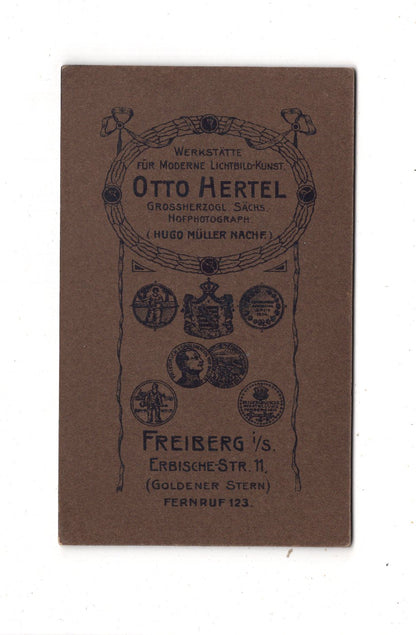 WERKSTÄTTE
FÜR MODERNE LICHTBILD-KUNST.
OTTO HERTEL
GROSSHERZOGL. SÄCHS.
HOFPHOTOGRAPH.
(HUGO MÜLLER NACHF.)
FREIBERG i/S.
ERBISCHE-STR. 11.
(GOLDENER STERN)
FERNRUF 123.